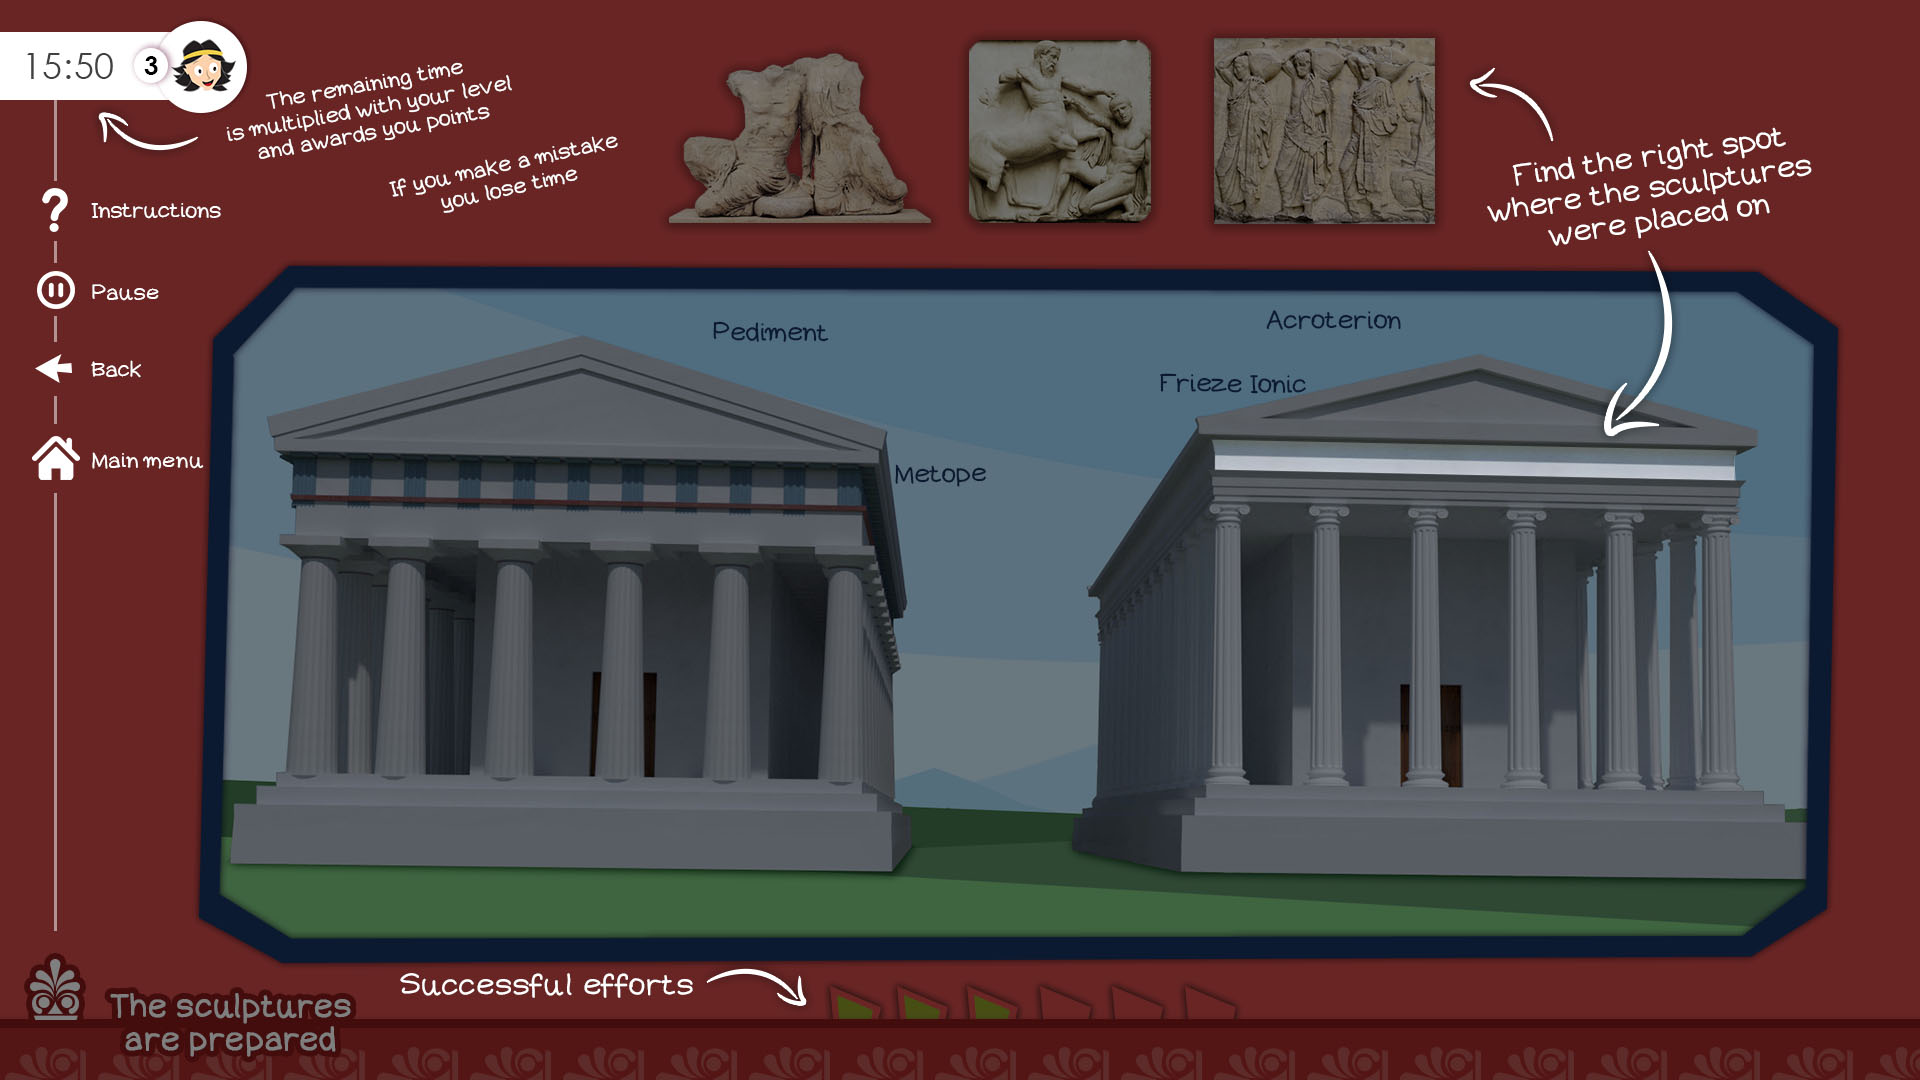 15:50
3
The remaining time
is multiplied with your level
and awards you points
If you make a mistake
you lose time
Find the right spot
where the sculptures
were placed on
Instructions
Pause
Back
Main menu
Pediment
Acroterion
Frieze Ionic
Metope
Successful efforts
The sculptures
are prepared